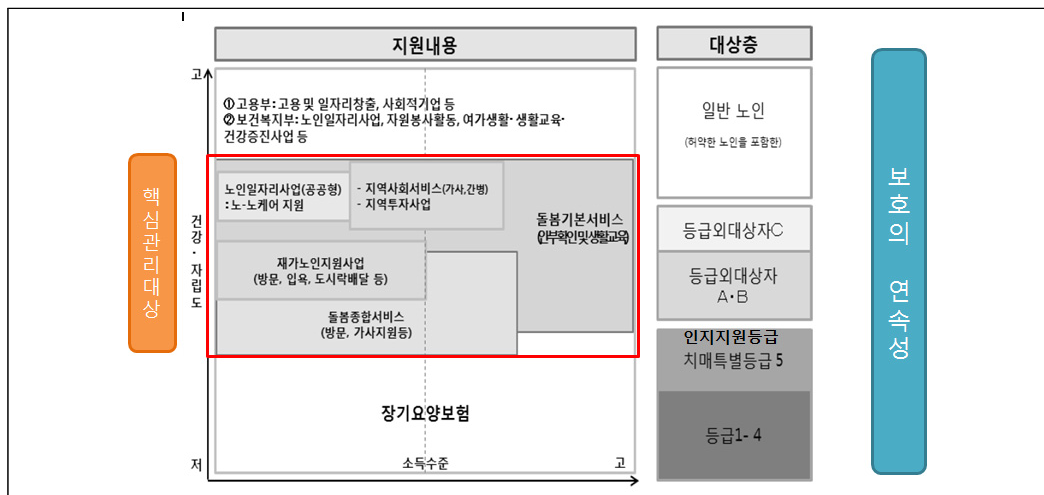 지원내용
대상층
고
① 고용부: 고용 및 일자리창출, 사회적기업 등
② 보건복지부: 노인일자리사업, 자원봉사활동, 여가생활· 생활교육·
건강증진사업 등
일반 노인
(허약한 노인을 포함한)
핵심관리대상
건강·자립도
노인일자리사업(공공형)
: 노-노케어 지원
- 지역사회서비스(가사,간병)
- 지역투자사업
돌봄기본서비스
(안부확인 및 생활교육)
등급외대상자C
재가노인지원사업
(방문, 입욕, 도시락배달 등)
등급외대상자
A·B
돌봄종합서비스
(방문, 가사지원등)
인지지원등급
치매특별등급 5
장기요양보험
등급1- 4
저
소득수준
고
보호의 연속성